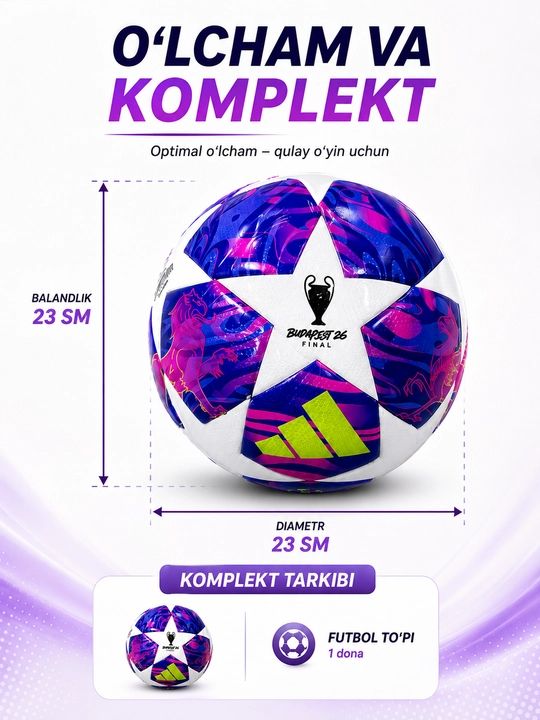 O‘LCHAM VA
KOMPLEKT
Optimal o‘lcham – qulay o‘yin uchun
BALANDLIK
23 SM
BUDAPEST 26
FINAL
DIAMETR
23 SM
KOMPLEKT TARKIBI
FUTBOL TO‘PI
1 dona